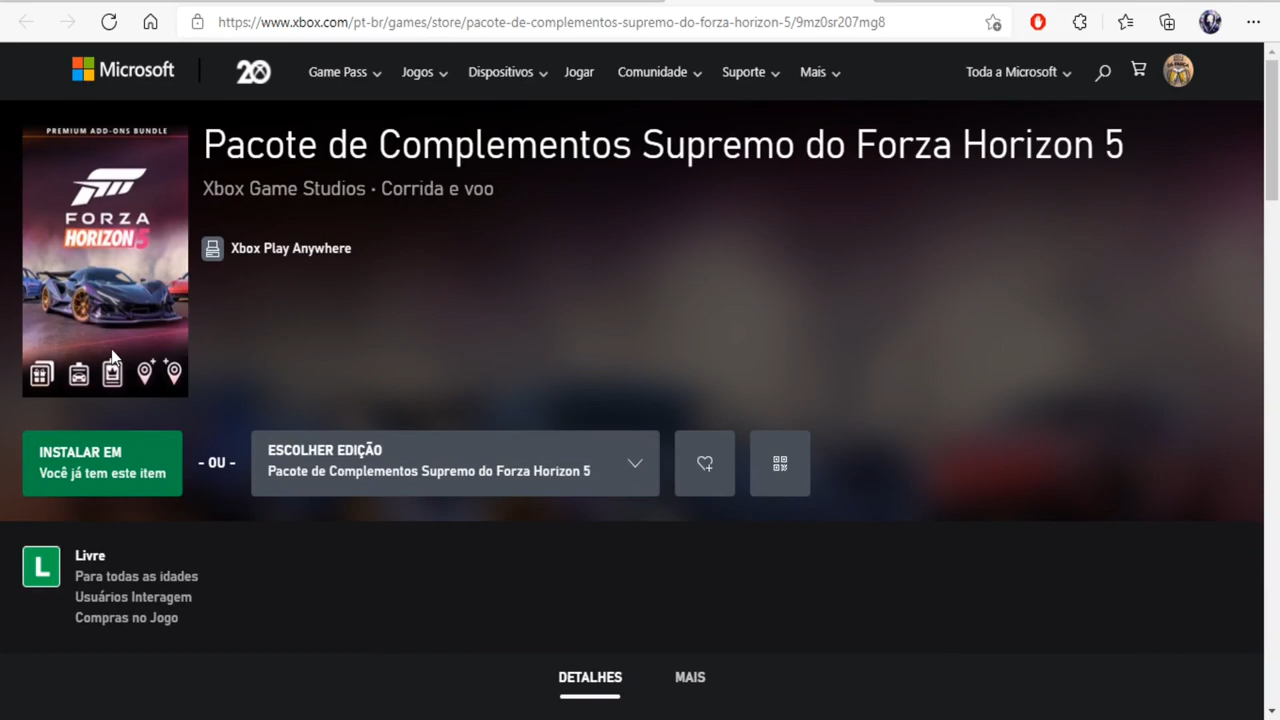 https://www.xbox.com/pt-br/games/store/pacote-de-complementos-supremo-do-forza-horizon-5/9mz0sr207mg8
Microsoft
20
Game Pass
Jogos
Dispositivos
Jogar
Comunidade
Suporte
Mais
Toda a Microsoft
PREMIUM ADD-ONS BUNDLE
FORZA
HORIZON 5
Pacote de Complementos Supremo do Forza Horizon 5
Xbox Game Studios · Corrida e voo
Xbox Play Anywhere
INSTALAR EM
Você já tem este item
- OU -
ESCOLHER EDIÇÃO
Pacote de Complementos Supremo do Forza Horizon 5
L
Livre
Para todas as idades
Usuários Interagem
Compras no Jogo
DETALHES
MAIS